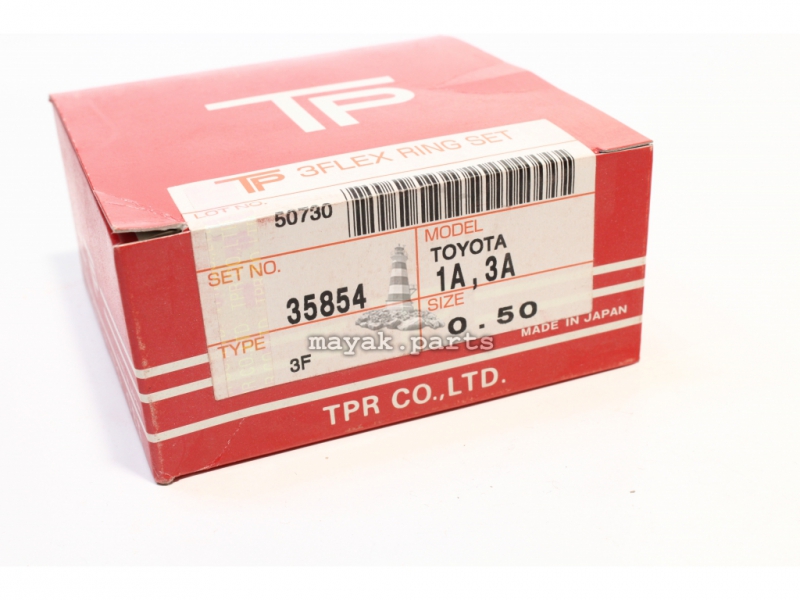 TP
TP 3FLEX RING SET
LOT NO. 50730
MODEL
TOYOTA
1A, 3A
SET NO.
35854
SIZE
0.50
TYPE
3F
MADE IN JAPAN
mayak.parts
TPR CO.,LTD.